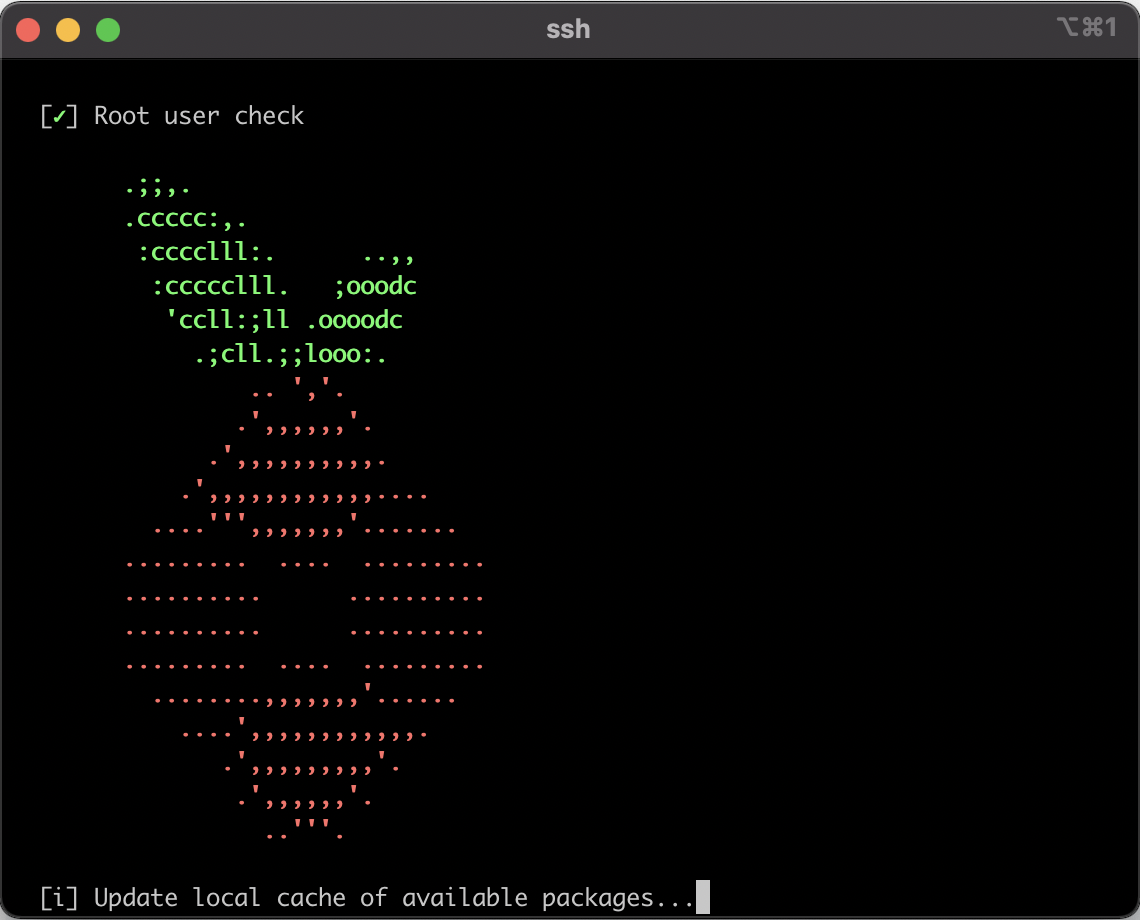 ssh
⌥⌘1
[✓] Root user check
.;;,.
.ccccc:,.
:cccclll:.      ..,,
:ccccclll.   ;ooodc
'ccll:;ll .oooodc
.;cll.;;looo:.
.. ','.
.',,,,,,'.
.',,,,,,,,,,.
.',,,,,,,,,,,,....
....''',,,,,,,'.......
.........  ....  .........
..........      ..........
..........      ..........
.........  ....  .........
........,,,,,,,'......
....',,,,,,,,,,,,.
.',,,,,,,,,'.
.',,,,,,'.
..'''.
[i] Update local cache of available packages...